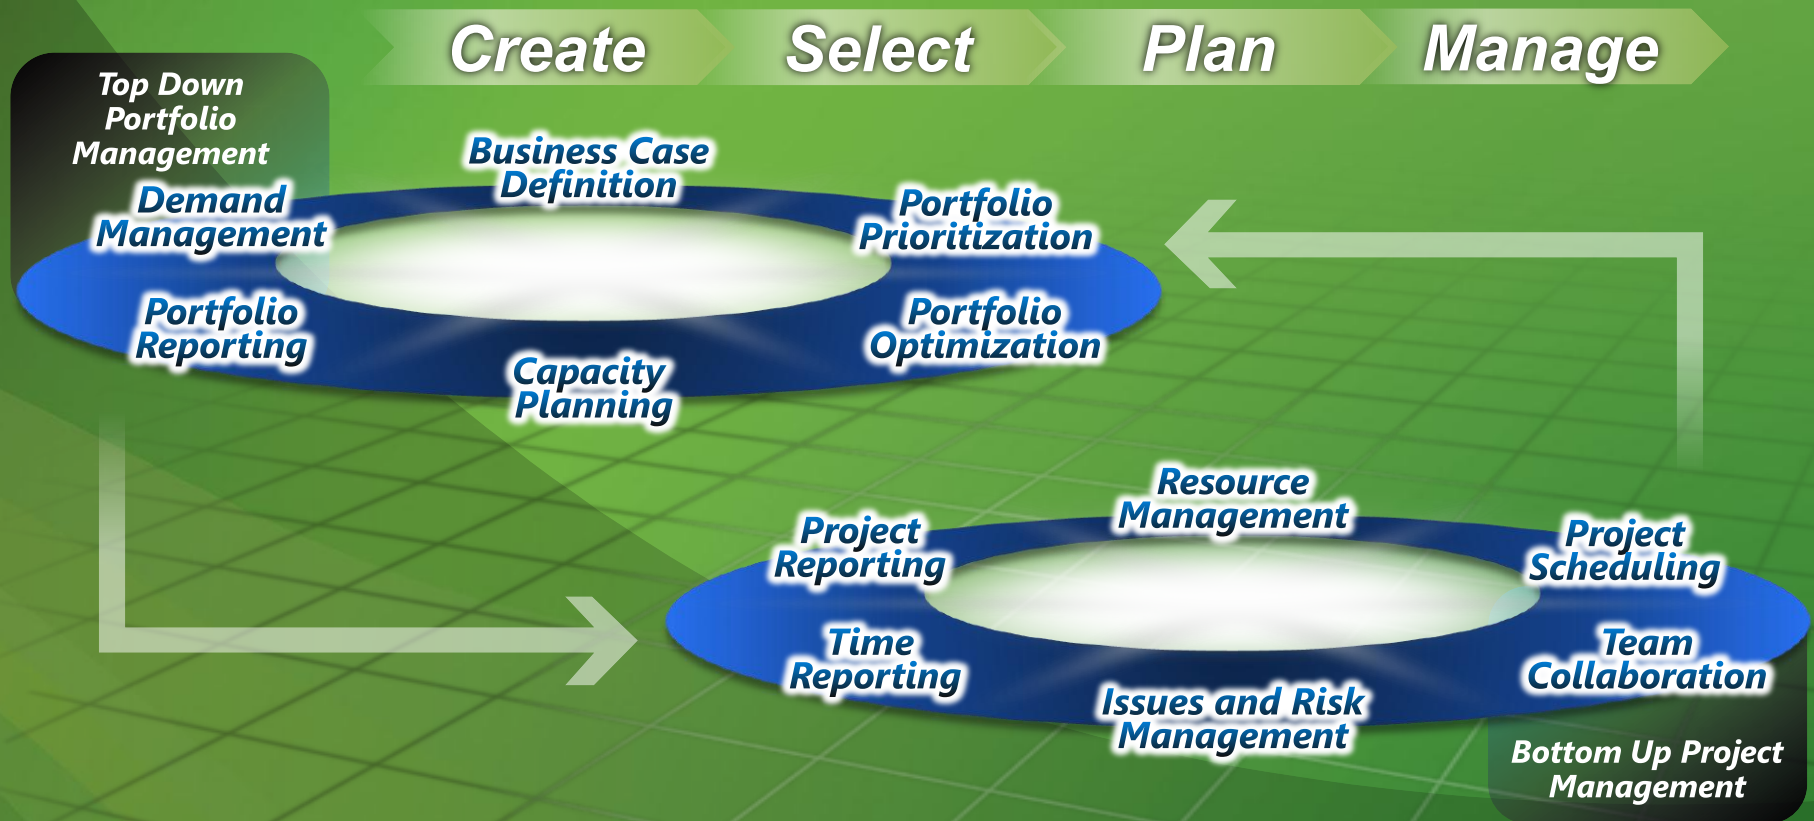 Create
Select
Plan
Manage
Top Down
Portfolio
Management
Business Case
Definition
Demand
Management
Portfolio
Prioritization
Portfolio
Reporting
Portfolio
Optimization
Capacity
Planning
Resource
Management
Project
Reporting
Project
Scheduling
Time
Reporting
Team
Collaboration
Issues and Risk
Management
Bottom Up Project
Management